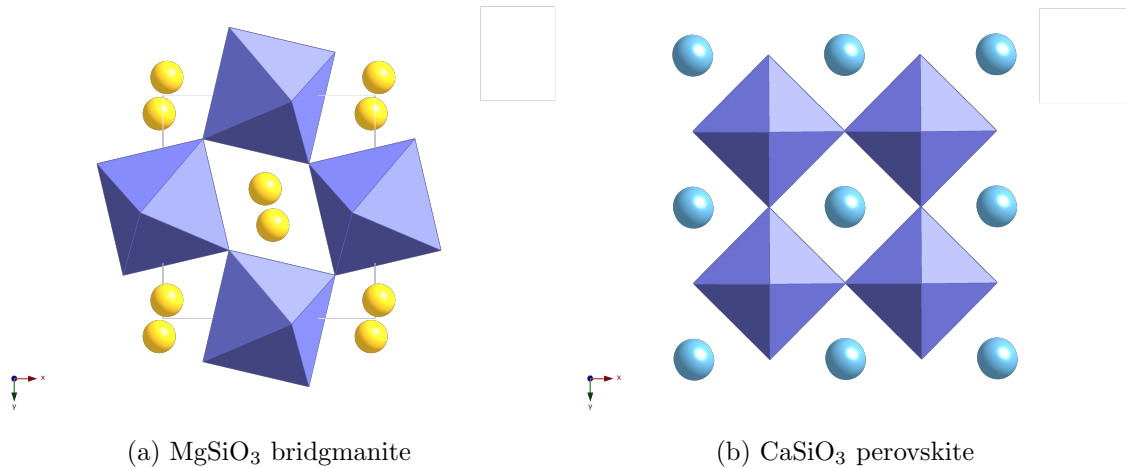 x
y
x
y
(a) MgSiO₃ bridgmanite
(b) CaSiO₃ perovskite